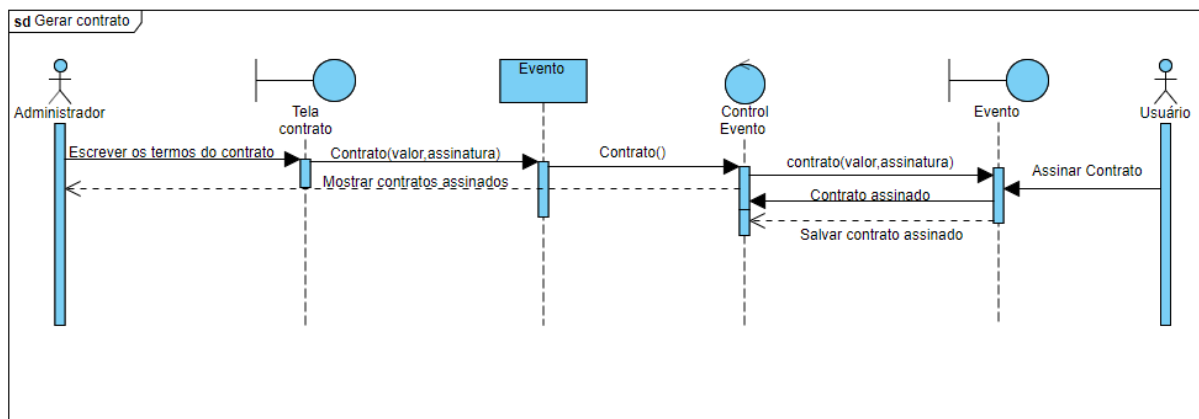 sd Gerar contrato
Administrador
Tela
contrato
Evento
Control
Evento
Evento
Usuário
Escrever os termos do contrato
Contrato(valor,assinatura)
Contrato()
contrato(valor,assinatura)
Assinar Contrato
Mostrar contratos assinados
Contrato assinado
Salvar contrato assinado